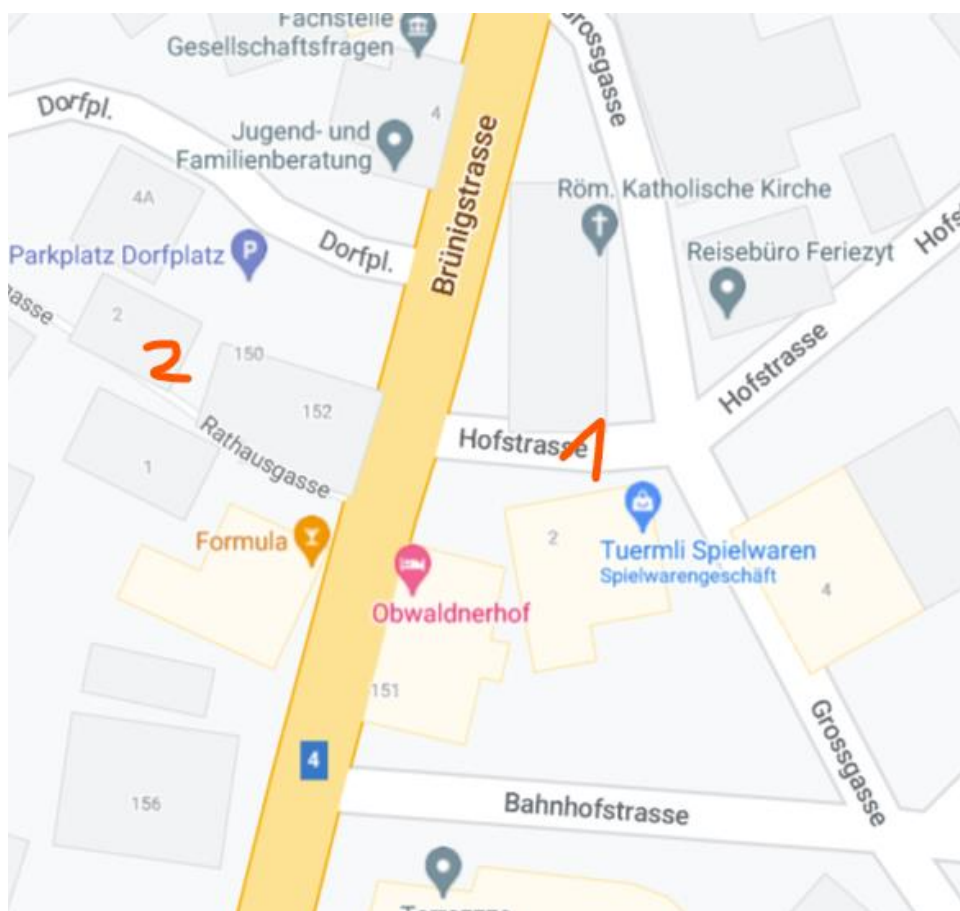 Fachstelle
Gesellschaftsfragen
Grossgasse
Dorfpl.
4
Jugend- und
Familienberatung
Brünigstrasse
4A
Röm. Katholische Kirche
Hofst
Parkplatz Dorfplatz
P
Dorfpl.
Reisebüro Feriezyt
asse
2
2
150
152
Hofstrasse
Rathausgasse
Hofstrasse
1
1
Formula
2
Tuermli Spielwaren
Spielwarengeschäft
Obwaldnerhof
4
151
Grossgasse
4
156
Bahnhofstrasse